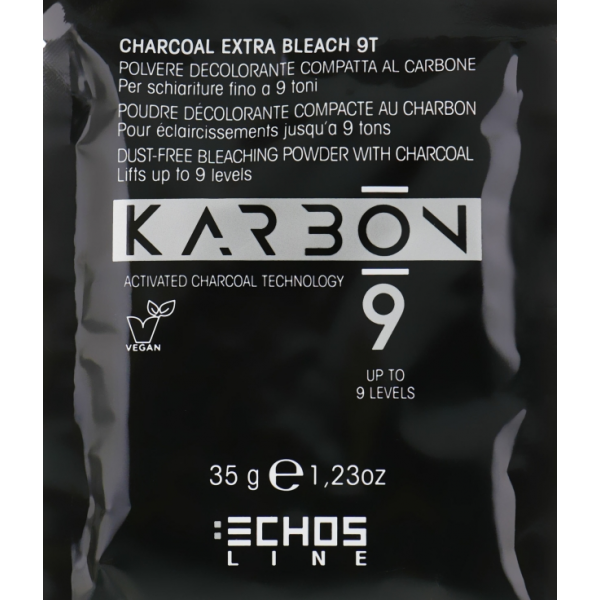 CHARCOAL EXTRA BLEACH 9T
POLVERE DECOLORANTE COMPATTA AL CARBONE
Per schiariture fino a 9 toni
POUDRE DÉCOLORANTE COMPACTE AU CHARBON
Pour éclaircissements jusqu'a 9 tons
DUST-FREE BLEACHING POWDER WITH CHARCOAL
Lifts up to 9 levels
KARBON
ACTIVATED CHARCOAL TECHNOLOGY
9
VEGAN
UP TO
9 LEVELS
35 g e 1,23oz
:ECHOS
LINE